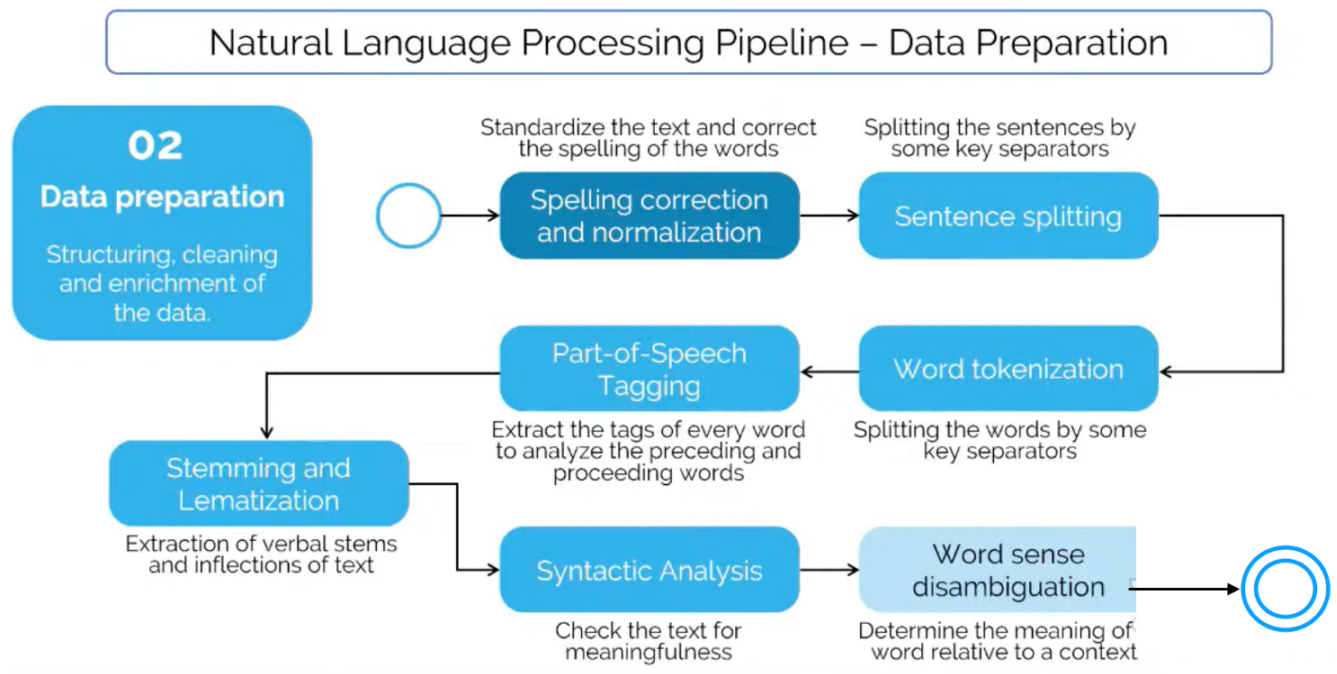 Natural Language Processing Pipeline – Data Preparation
02
Data preparation
Structuring, cleaning
and enrichment of
the data.
Standardize the text and correct
the spelling of the words
Spelling correction
and normalization
Splitting the sentences by
some key separators
Sentence splitting
Word tokenization
Splitting the words by some
key separators
Part-of-Speech
Tagging
Extract the tags of every word
to analyze the preceding and
proceeding words
Stemming and
Lematization
Extraction of verbal stems
and inflections of text
Syntactic Analysis
Check the text for
meaningfulness
Word sense
disambiguation
Determine the meaning of
word relative to a context